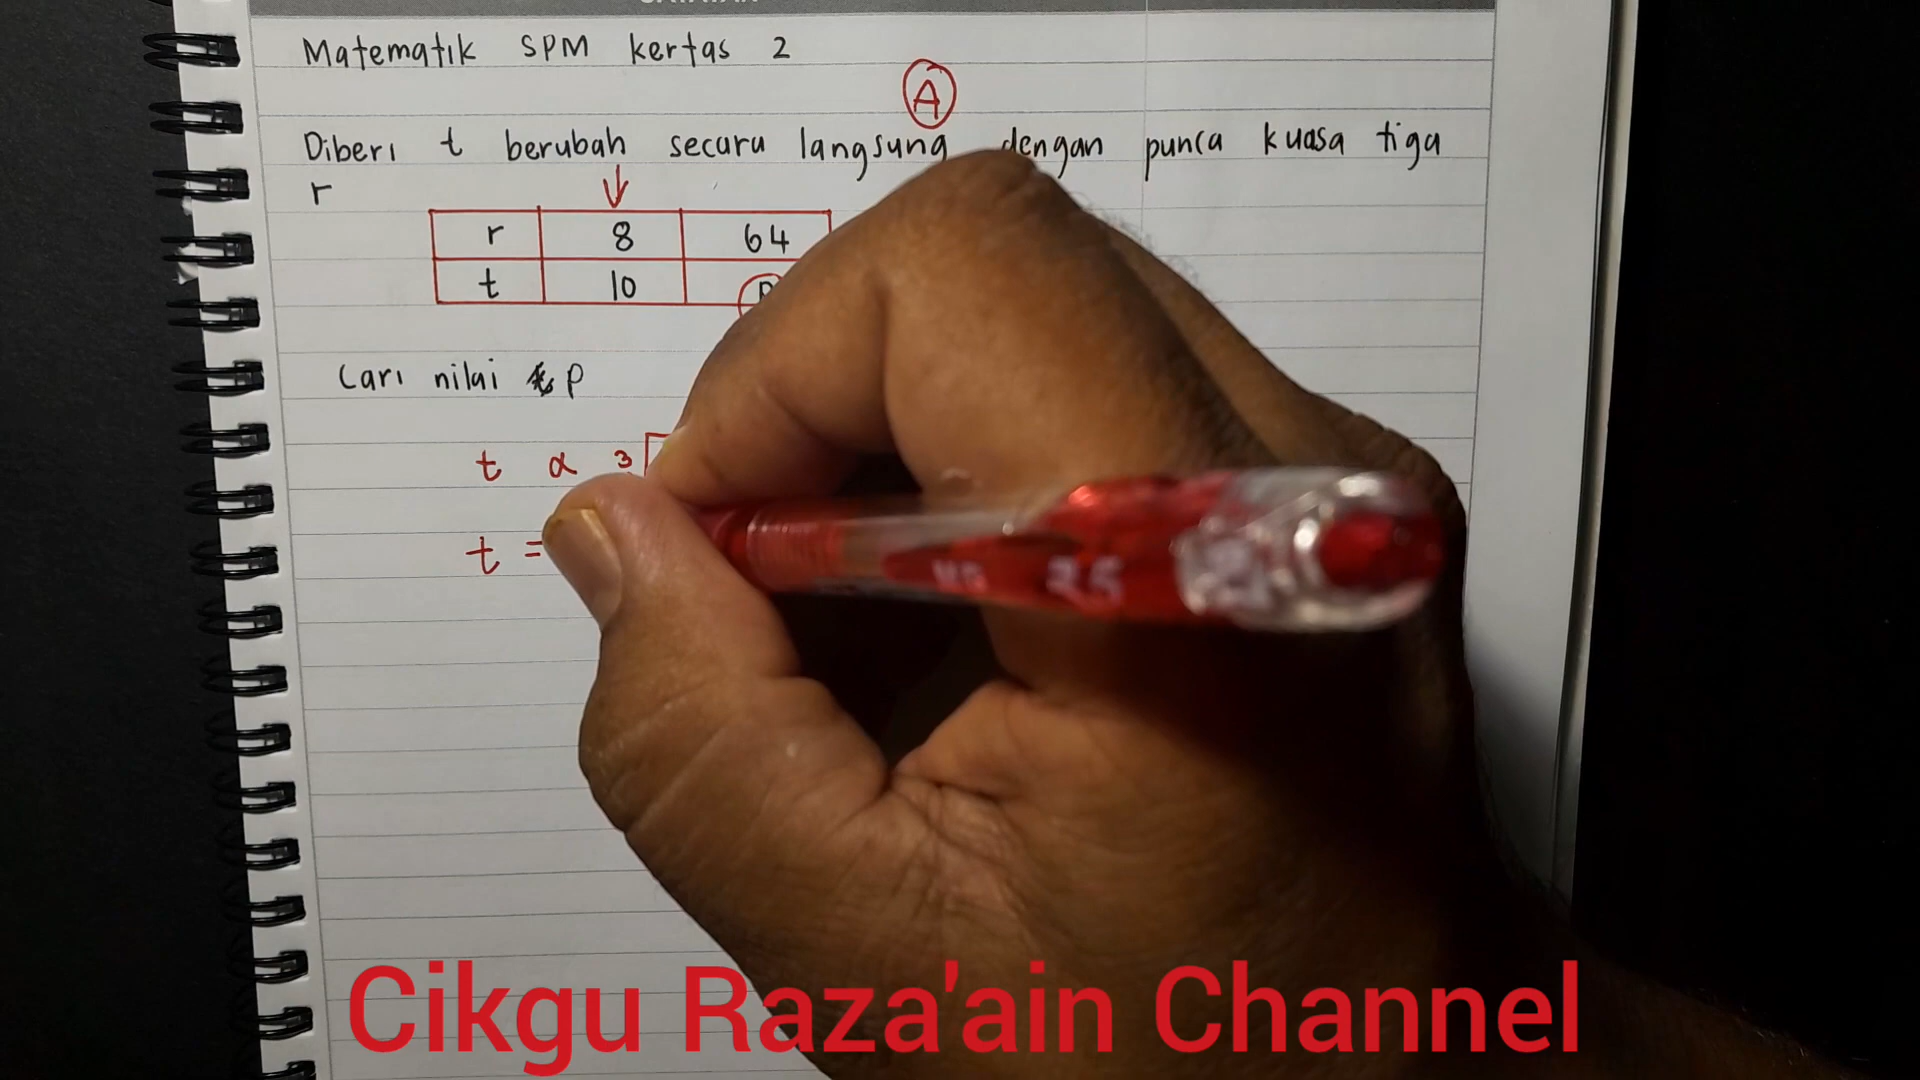 Matematik SPM kertas 2
A
Diberi t berubah secara langsung dengan punca kuasa tiga
r
r 8 64
t 10
Cari nilai p
t α 3√
t =
Cikgu Raza'ain Channel